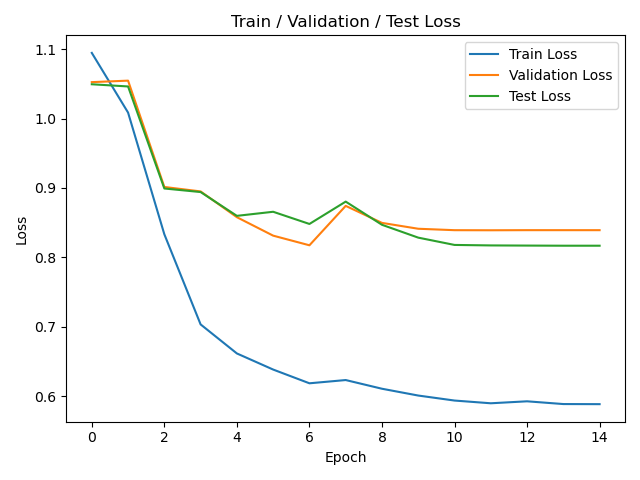 Train / Validation / Test Loss
Train Loss
Validation Loss
Test Loss
1.1
1.0
0.9
0.8
0.7
0.6
Loss
0 2 4 6 8 10 12 14
Epoch